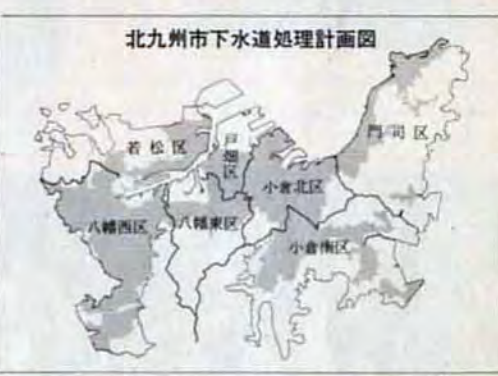 北九州市下水道処理計画図
若松区
戸畑区
門司区
小倉北区
八幡西区
八幡東区
小倉南区